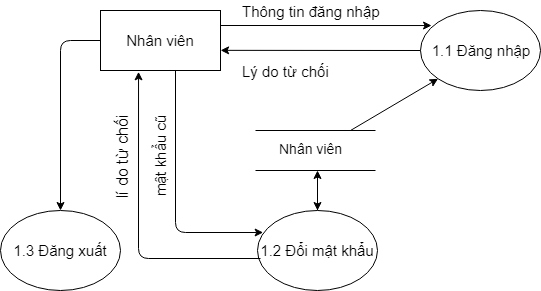 Thông tin đăng nhập
Nhân viên
1.1 Đăng nhập
Lý do từ chối
lí do từ chối
mật khẩu cũ
Nhân viên
1.3 Đăng xuất
1.2 Đổi mật khẩu